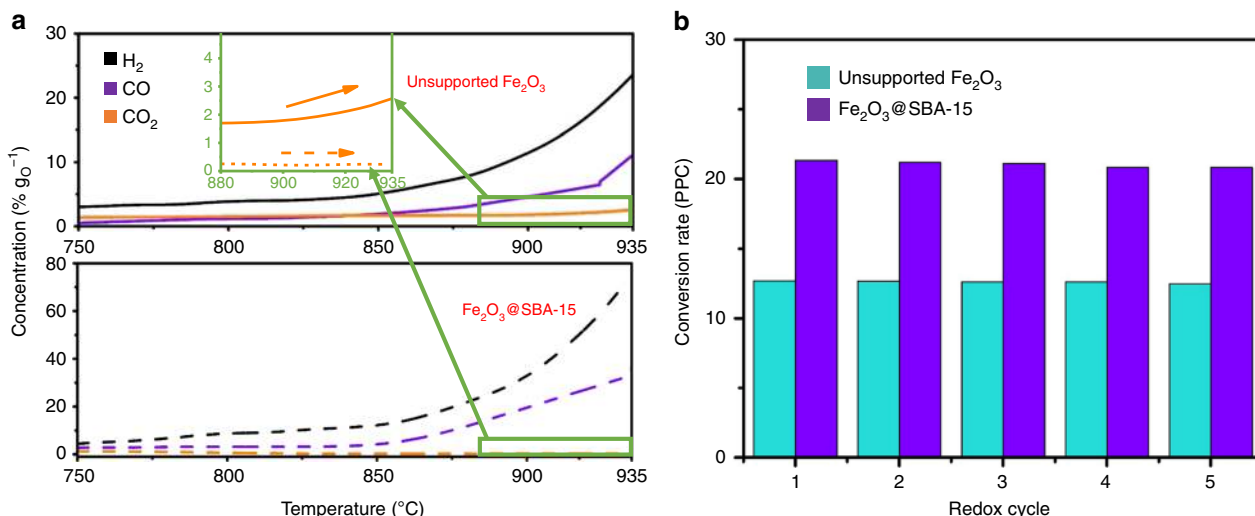 a
Concentration (% gO⁻¹)
30
20
10
0
H2
CO
CO2
4
3
2
1
0
880
900
920
935
Unsupported Fe2O3
750
800
850
900
935
80
60
40
20
0
Fe2O3@SBA-15
750
800
850
900
935
Temperature (°C)
b
Conversion rate (PPC)
30
20
10
0
Unsupported Fe2O3
Fe2O3@SBA-15
1
2
3
4
5
Redox cycle